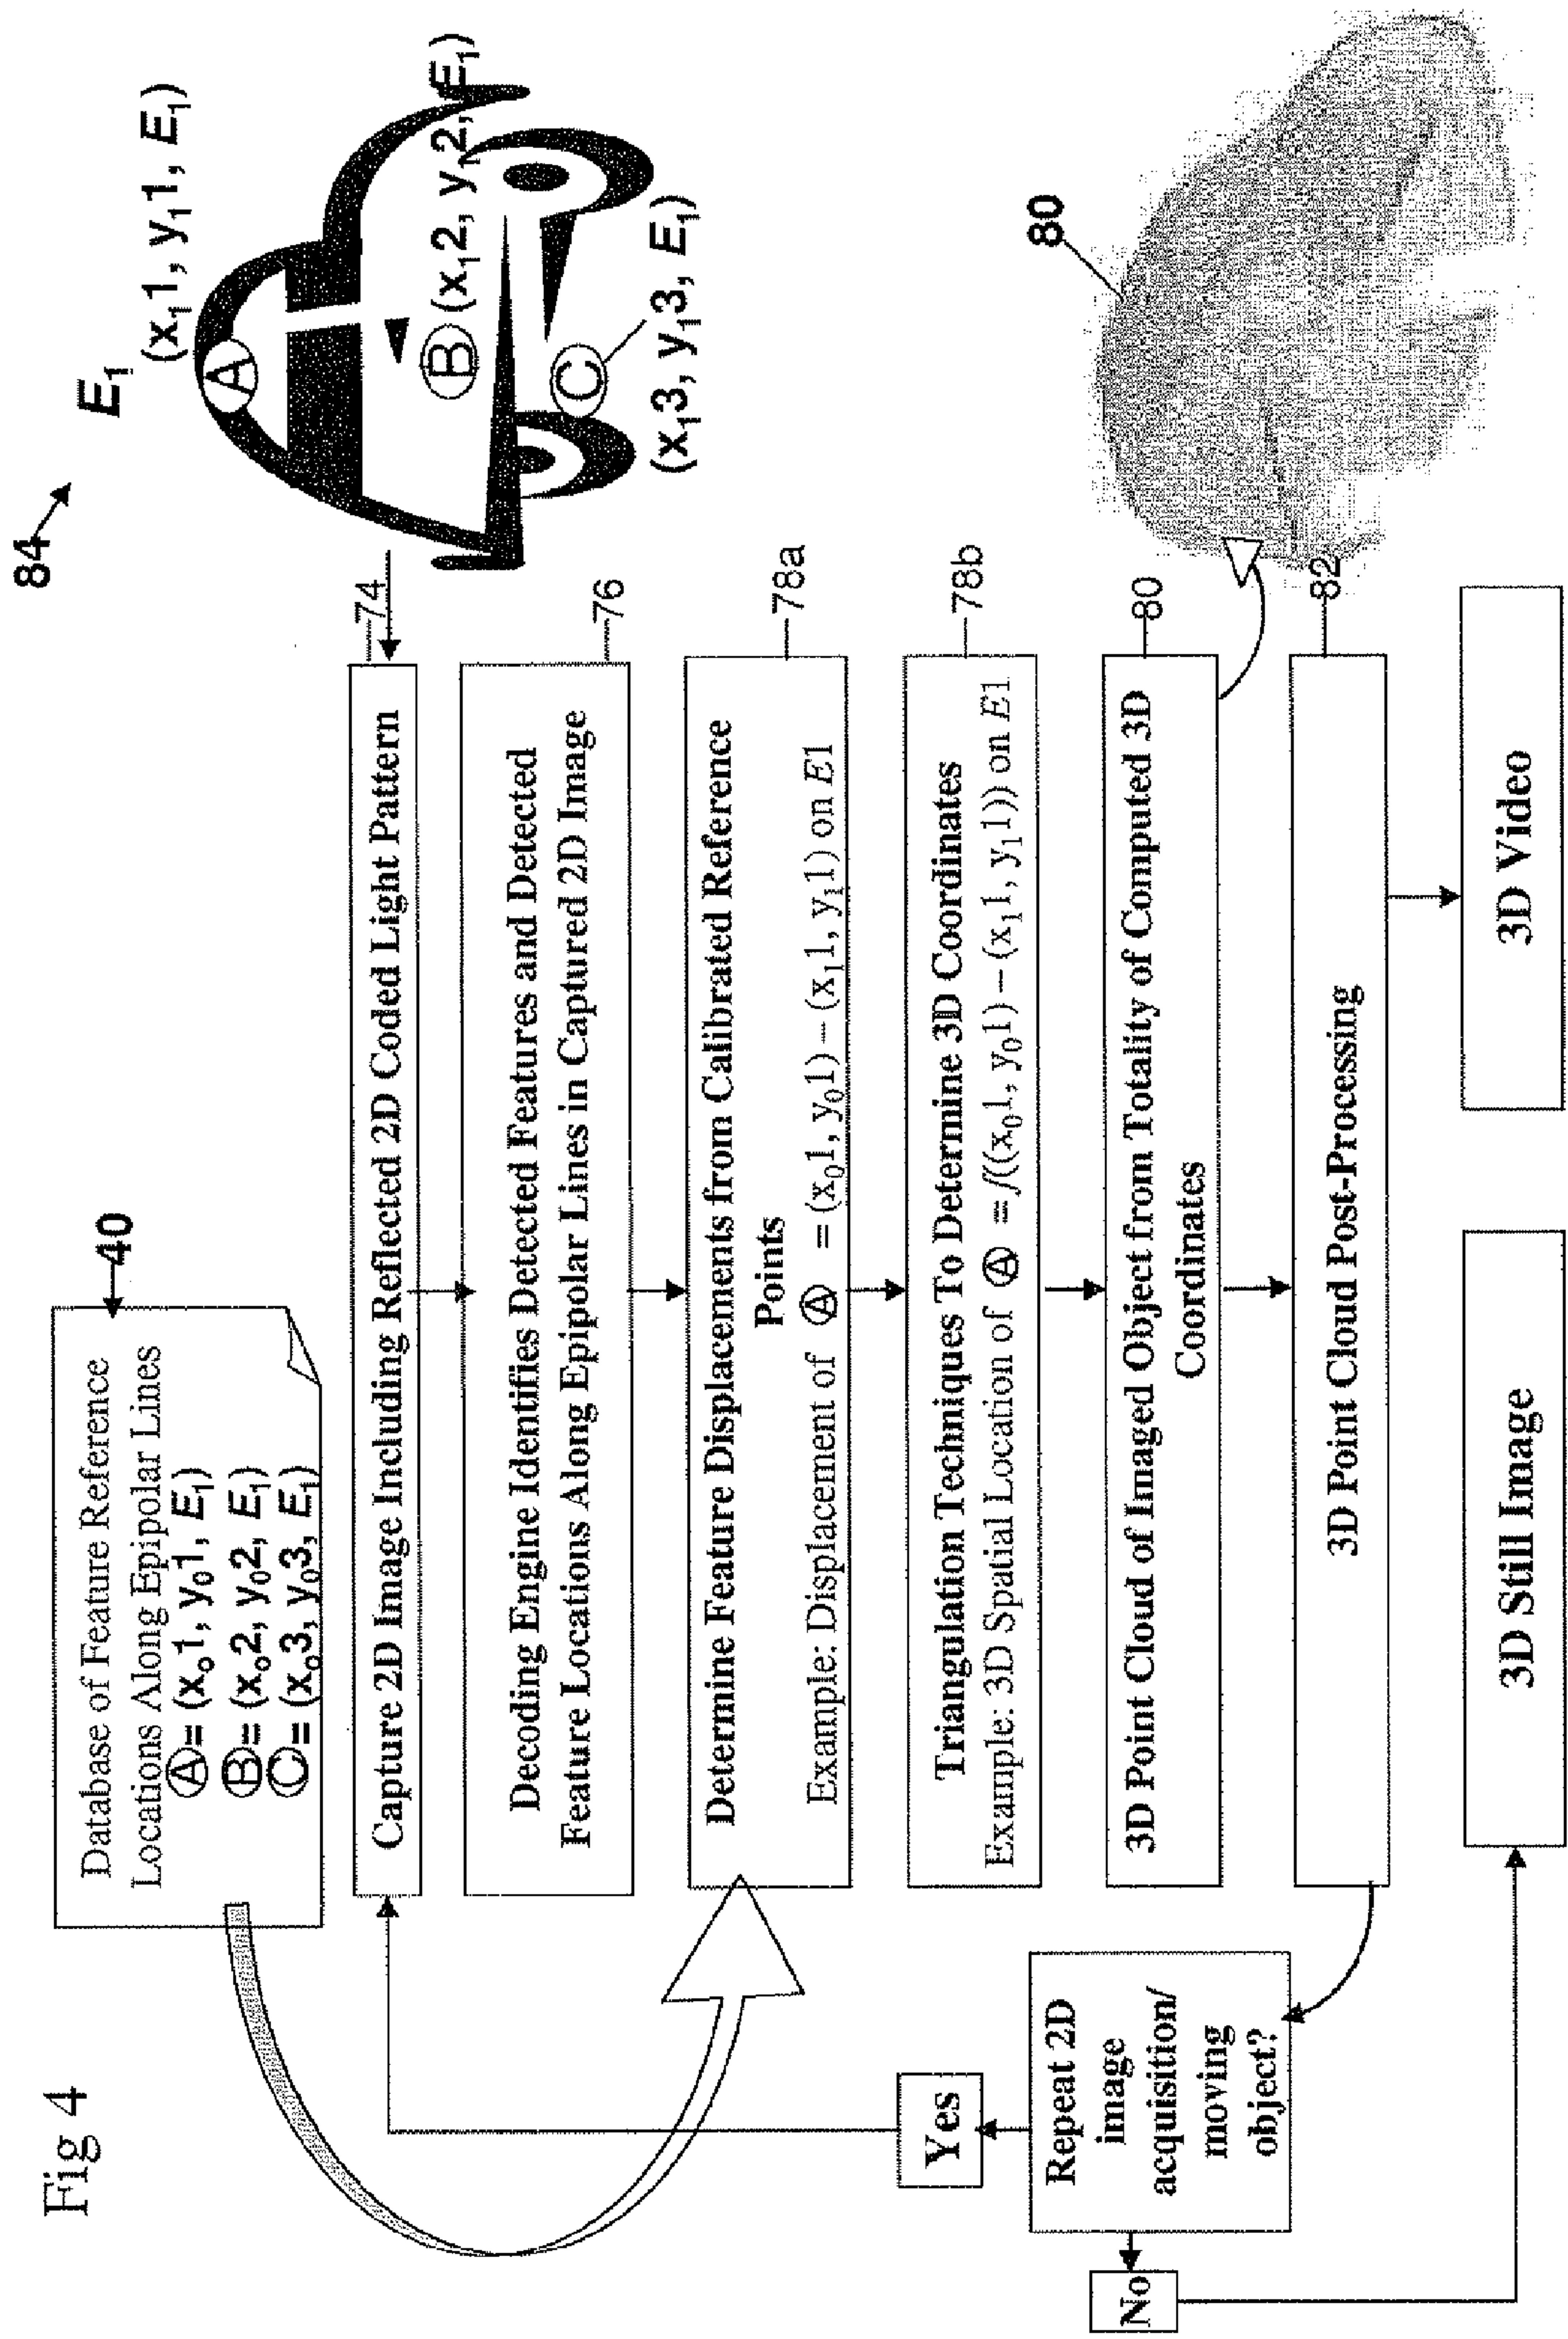 Fig 4
Database of Feature Reference
Locations Along Epipolar Lines
Ⓐ= (xₒ1, y₀1, E₁)
Ⓑ= (xₒ2, y₀2, E₁)
Ⓒ= (xₒ3, y₀3, E₁)
40
84
E₁
(x₁1, y₁1, E₁)
Ⓐ
Ⓑ (x₁2, y₁2, E₁)
Ⓒ
(x₁3, y₁3, E₁)
Capture 2D Image Including Reflected 2D Coded Light Pattern
74
Decoding Engine Identifies Detected Features and Detected
Feature Locations Along Epipolar Lines in Captured 2D Image
76
Determine Feature Displacements from Calibrated Reference
Points
Example: Displacement of Ⓐ = (x₀1, y₀1) – (x₁1, y₁1) on E1
78a
Triangulation Techniques To Determine 3D Coordinates
Example: 3D Spatial Location of Ⓐ = f((x₀1, y₀1) – (x₁1, y₁1)) on E1
78b
3D Point Cloud of Imaged Object from Totality of Computed 3D
Coordinates
80
80
3D Point Cloud Post-Processing
82
Yes
Repeat 2D
image
acquisition/
moving
object?
No
3D Still Image
3D Video